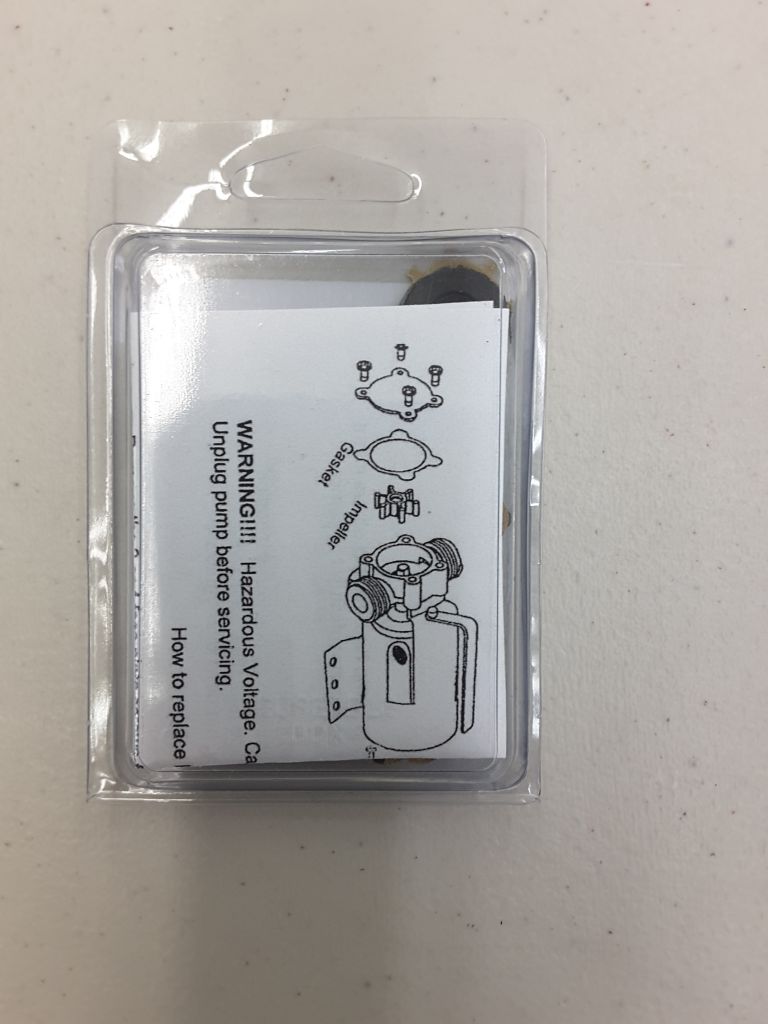 Gasket
Impeller
WARNING!!!! Hazardous Voltage. Ca
Unplug pump before servicing.
How to replace